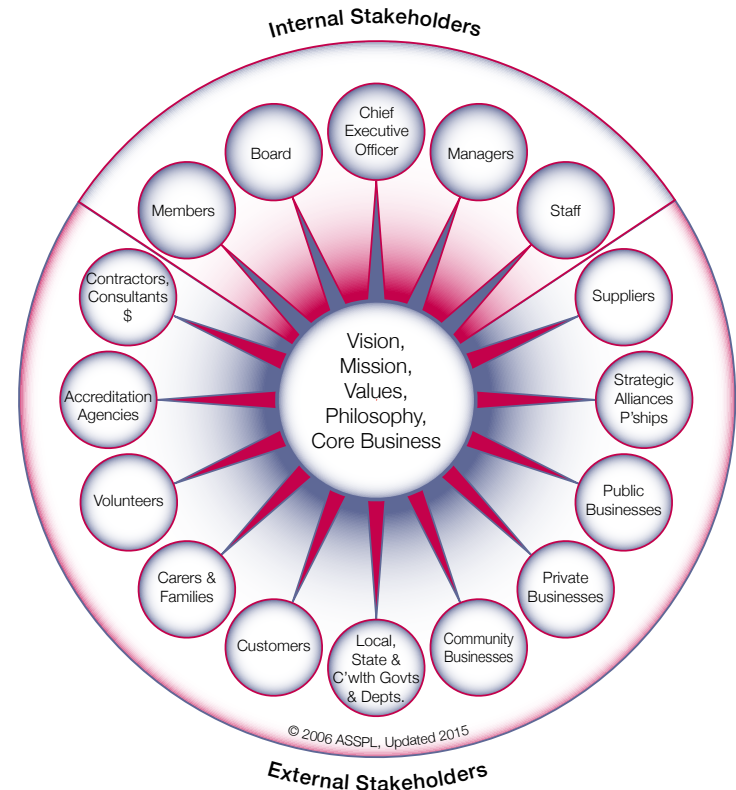 Internal Stakeholders
Chief
Executive
Officer
Board
Managers
Members
Staff
Contractors,
Consultants
$
Suppliers
Vision,
Mission,
Values,
Philosophy,
Core Business
Accreditation
Agencies
Strategic
Alliances
P'ships
Volunteers
Public
Businesses
Carers &
Families
Private
Businesses
Customers
Local,
State &
C'wlth Govts
& Depts.
Community
Businesses
© 2006 ASSPL, Updated 2015
External Stakeholders